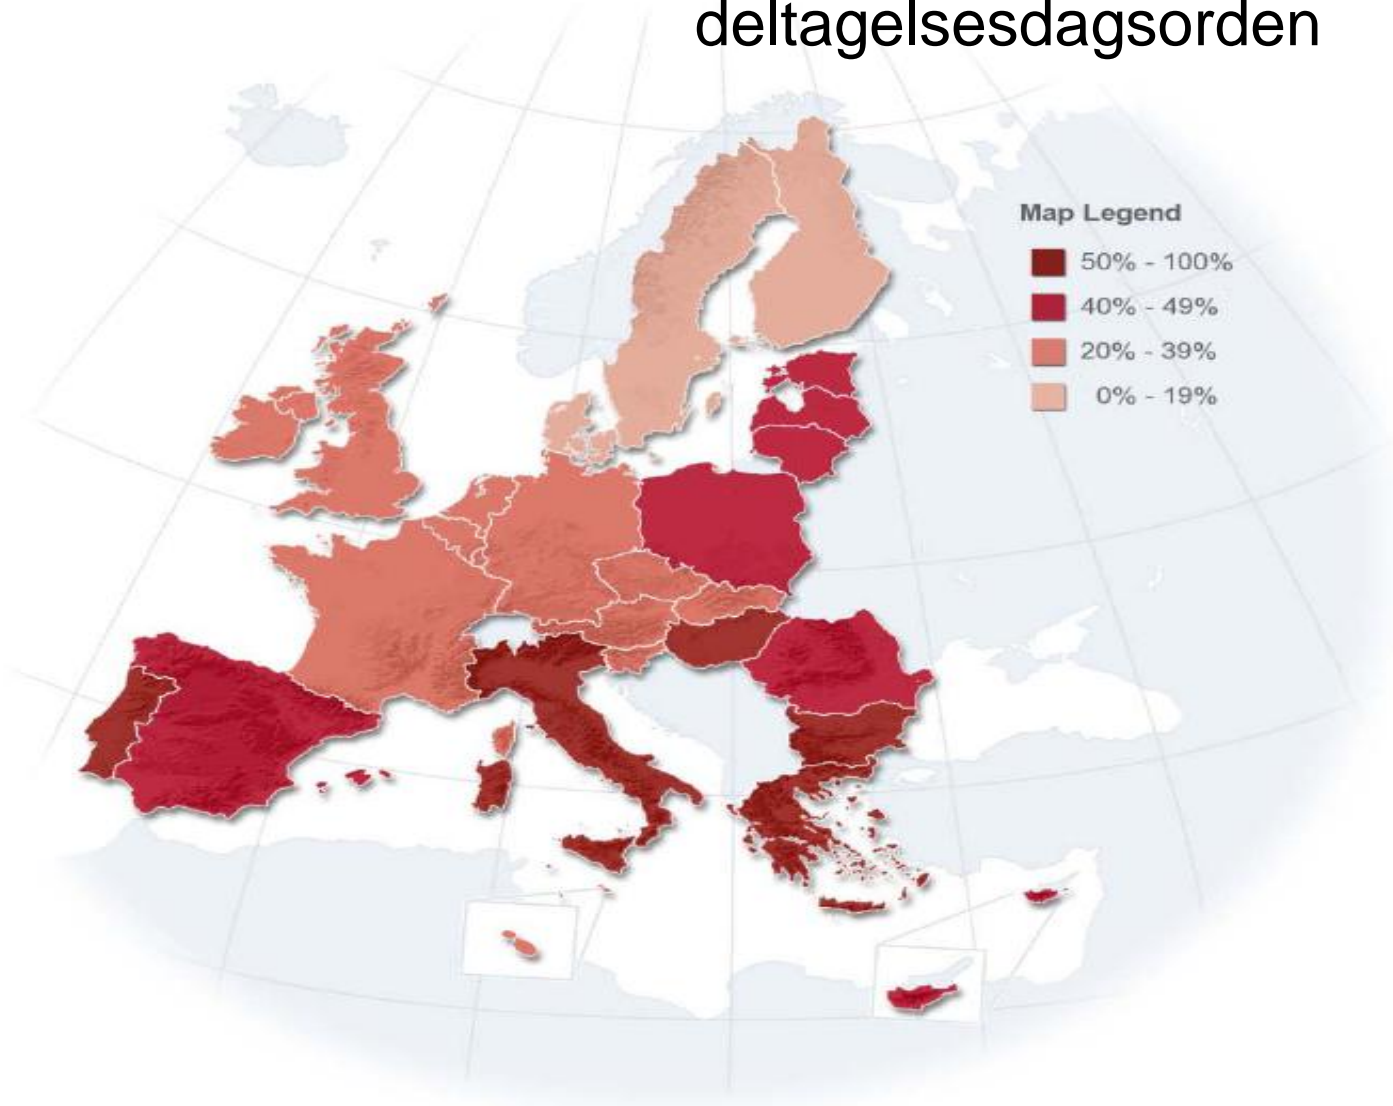 deltagelsesdagsorden
Map Legend
50% - 100%
40% - 49%
20% - 39%
0% - 19%